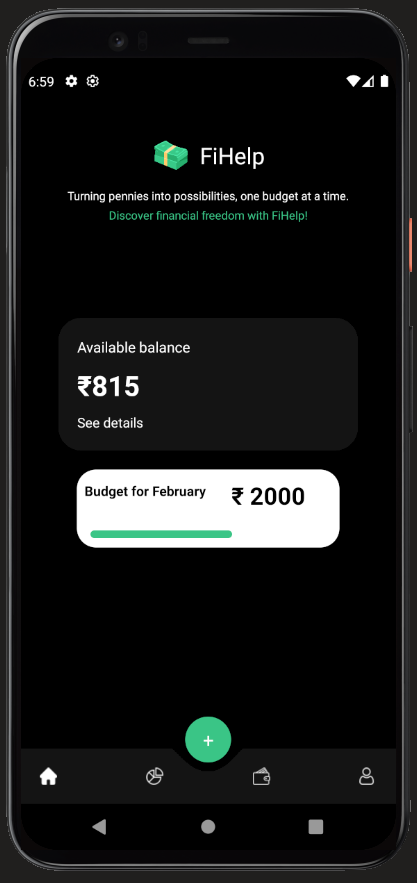 6:59
FiHelp
Turning pennies into possibilities, one budget at a time.
Discover financial freedom with FiHelp!
Available balance
₹815
See details
Budget for February ₹ 2000
+